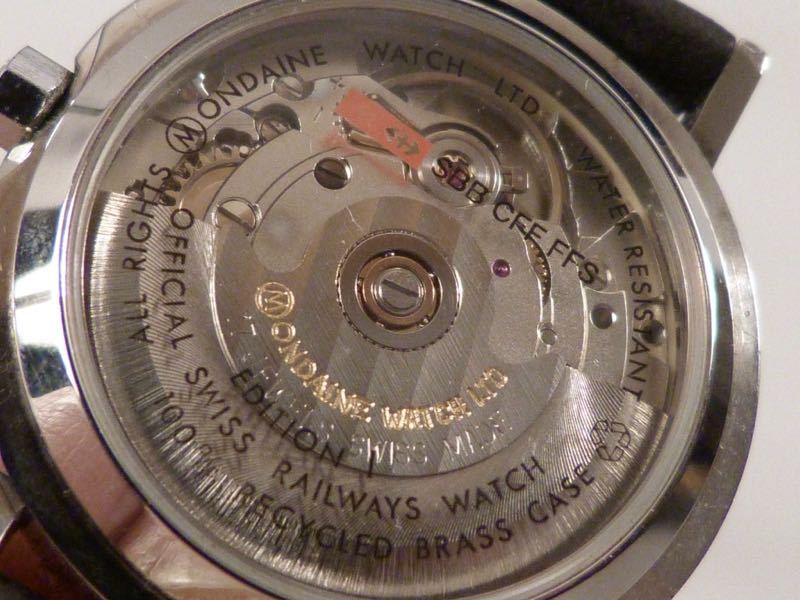 MONDAINE WATCH LTD WATER RESISTANT
ALL RIGHTS
SBB CFF FFS
OFFICIAL SWISS RAILWAYS WATCH
EDITION 1
100% RECYCLED BRASS CASE
MONDAINE WATCH LTD
SWISS MADE